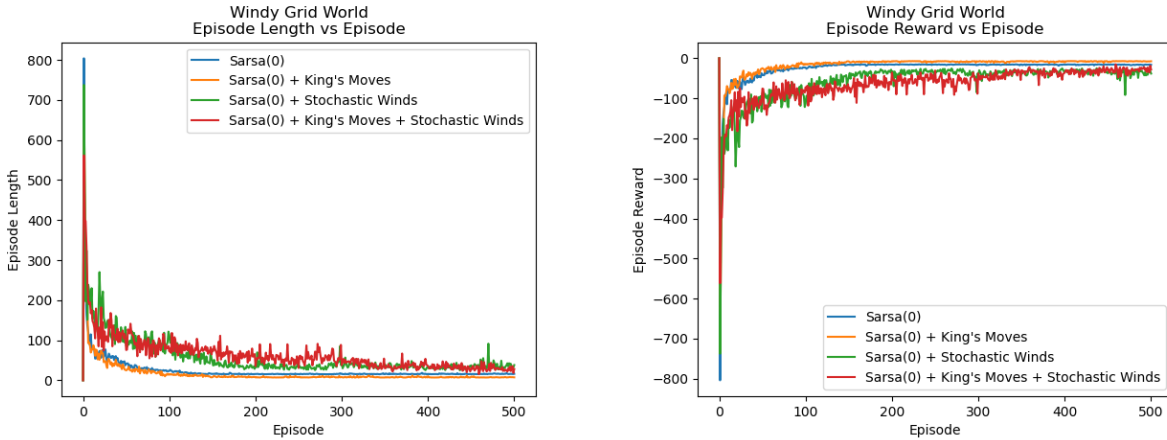 Windy Grid World
Episode Length vs Episode
800
700
600
500
400
300
200
100
0
Episode Length
Sarsa(0)
Sarsa(0) + King's Moves
Sarsa(0) + Stochastic Winds
Sarsa(0) + King's Moves + Stochastic Winds
0
100
200
300
400
500
Episode
Windy Grid World
Episode Reward vs Episode
0
−100
−200
−300
−400
−500
−600
−700
−800
Episode Reward
Sarsa(0)
Sarsa(0) + King's Moves
Sarsa(0) + Stochastic Winds
Sarsa(0) + King's Moves + Stochastic Winds
0
100
200
300
400
500
Episode